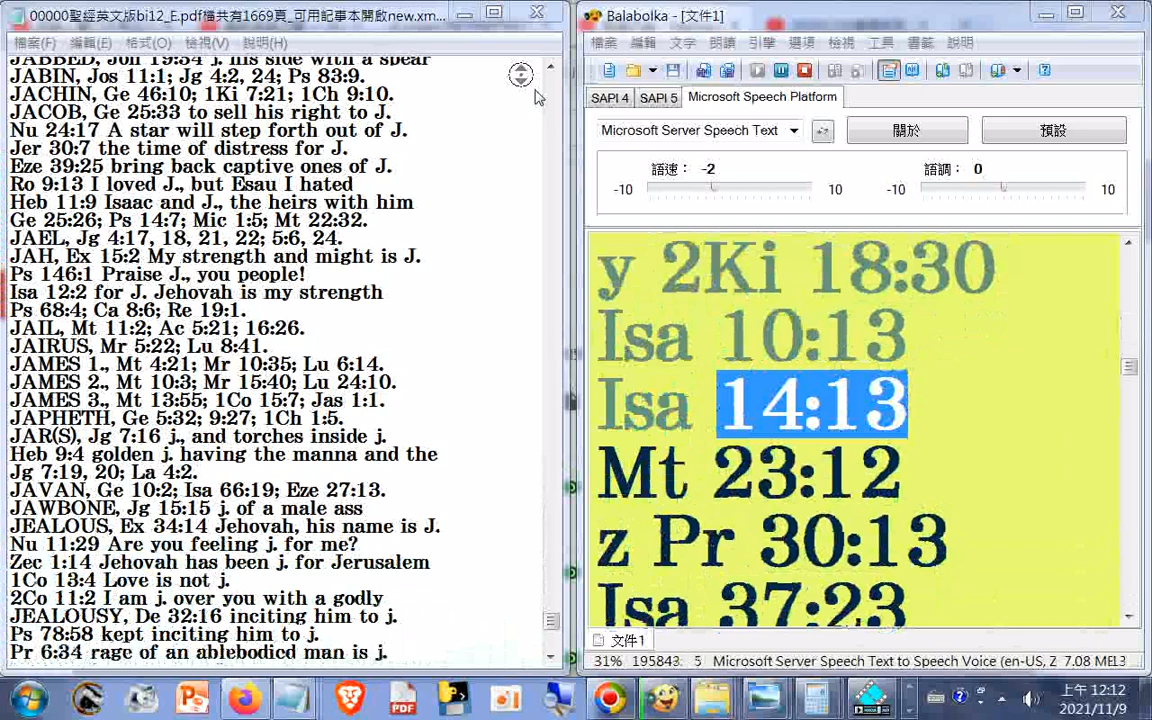 00000聖經英文版bi12_E.pdf檔共有1669頁_可用記事本開啟new.xm...
檔案(F) 編輯(E) 格式(O) 檢視(V) 說明(H)
JABBED, Joh 19:34 j. his side with a spear
JABIN, Jos 11:1; Jg 4:2, 24; Ps 83:9.
JACHIN, Ge 46:10; 1Ki 7:21; 1Ch 9:10.
JACOB, Ge 25:33 to sell his right to J.
Nu 24:17 A star will step forth out of J.
Jer 30:7 the time of distress for J.
Eze 39:25 bring back captive ones of J.
Ro 9:13 I loved J., but Esau I hated
Heb 11:9 Isaac and J., the heirs with him
Ge 25:26; Ps 14:7; Mic 1:5; Mt 22:32.
JAEL, Jg 4:17, 18, 21, 22; 5:6, 24.
JAH, Ex 15:2 My strength and might is J.
Ps 146:1 Praise J., you people!
Isa 12:2 for J. Jehovah is my strength
Ps 68:4; Ca 8:6; Re 19:1.
JAIL, Mt 11:2; Ac 5:21; 16:26.
JAIRUS, Mr 5:22; Lu 8:41.
JAMES 1., Mt 4:21; Mr 10:35; Lu 6:14.
JAMES 2., Mt 10:3; Mr 15:40; Lu 24:10.
JAMES 3., Mt 13:55; 1Co 15:7; Jas 1:1.
JAPHETH, Ge 5:32; 9:27; 1Ch 1:5.
JAR(S), Jg 7:16 j., and torches inside j.
Heb 9:4 golden j. having the manna and the
Jg 7:19, 20; La 4:2.
JAVAN, Ge 10:2; Isa 66:19; Eze 27:13.
JAWBONE, Jg 15:15 j. of a male ass
JEALOUS, Ex 34:14 Jehovah, his name is J.
Nu 11:29 Are you feeling j. for me?
Zec 1:14 Jehovah has been j. for Jerusalem
1Co 13:4 Love is not j.
2Co 11:2 I am j. over you with a godly
JEALOUSY, De 32:16 inciting him to j.
Ps 78:58 kept inciting him to j.
Pr 6:34 rage of an ablebodicd man is j.
Balabolka - [文件1]
檔案 編輯 文字 朗讀 引擎 選項 檢視 工具 書籤 說明
SAPI 4 SAPI 5 Microsoft Speech Platform
Microsoft Server Speech Text 關於 預設
語速： -2 語調： 0
-10 10 -10 10
y 2Ki 18:30
Isa 10:13
Isa 14:13
Mt 23:12
z Pr 30:13
Isa 37:23
文件1
31% 195843. 5 Microsoft Server Speech Text to Speech Voice (en-US, Z 7.08 ME13
上午 12:12
2021/11/9